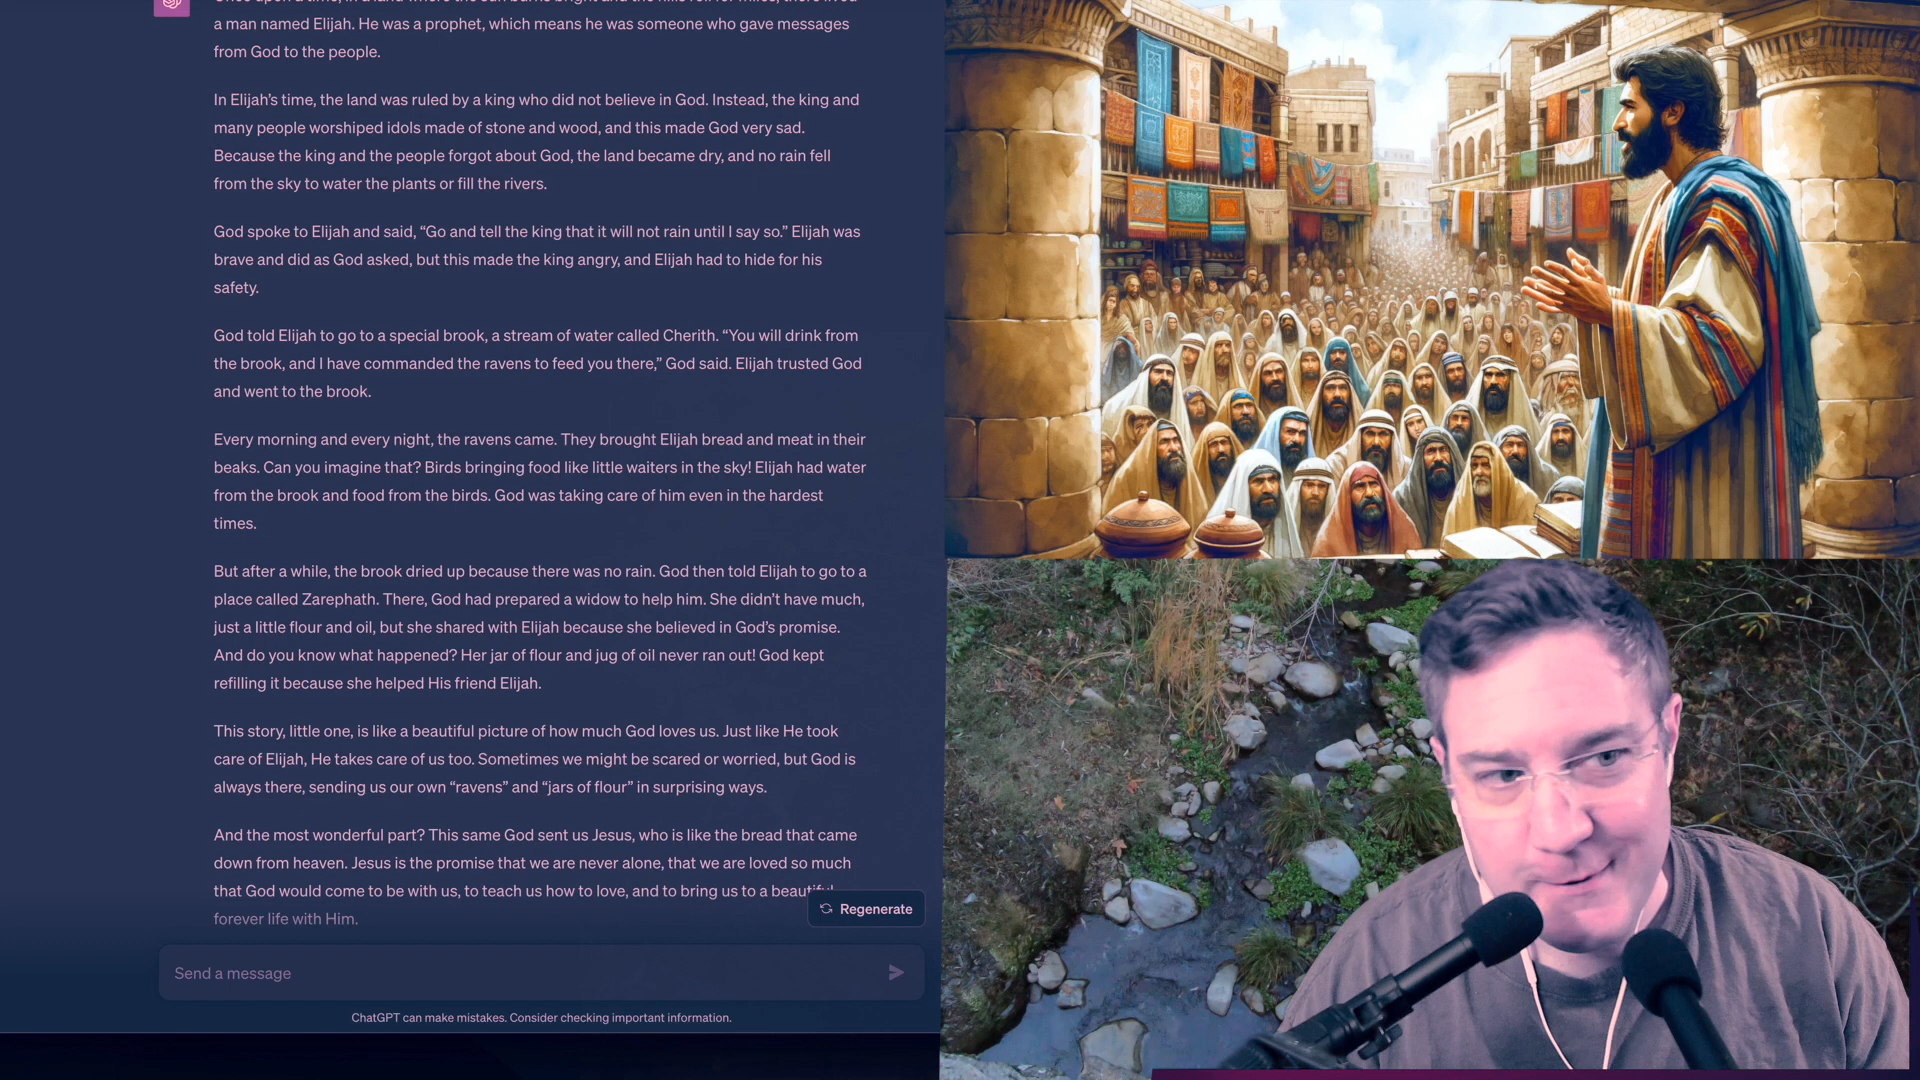 Once upon a time, in a land where the sun burns bright and the hills roll for miles, there lived
a man named Elijah. He was a prophet, which means he was someone who gave messages
from God to the people.
In Elijah’s time, the land was ruled by a king who did not believe in God. Instead, the king and
many people worshiped idols made of stone and wood, and this made God very sad.
Because the king and the people forgot about God, the land became dry, and no rain fell
from the sky to water the plants or fill the rivers.
God spoke to Elijah and said, “Go and tell the king that it will not rain until I say so.” Elijah was
brave and did as God asked, but this made the king angry, and Elijah had to hide for his
safety.
God told Elijah to go to a special brook, a stream of water called Cherith. “You will drink from
the brook, and I have commanded the ravens to feed you there,” God said. Elijah trusted God
and went to the brook.
Every morning and every night, the ravens came. They brought Elijah bread and meat in their
beaks. Can you imagine that? Birds bringing food like little waiters in the sky! Elijah had water
from the brook and food from the birds. God was taking care of him even in the hardest
times.
But after a while, the brook dried up because there was no rain. God then told Elijah to go to a
place called Zarephath. There, God had prepared a widow to help him. She didn’t have much,
just a little flour and oil, but she shared with Elijah because she believed in God’s promise.
And do you know what happened? Her jar of flour and jug of oil never ran out! God kept
refilling it because she helped His friend Elijah.
This story, little one, is like a beautiful picture of how much God loves us. Just like He took
care of Elijah, He takes care of us too. Sometimes we might be scared or worried, but God is
always there, sending us our own “ravens” and “jars of flour” in surprising ways.
And the most wonderful part? This same God sent us Jesus, who is like the bread that came
down from heaven. Jesus is the promise that we are never alone, that we are loved so much
that God would come to be with us, to teach us how to love, and to bring us to a beautiful
forever life with Him.
Regenerate
Send a message
ChatGPT can make mistakes. Consider checking important information.